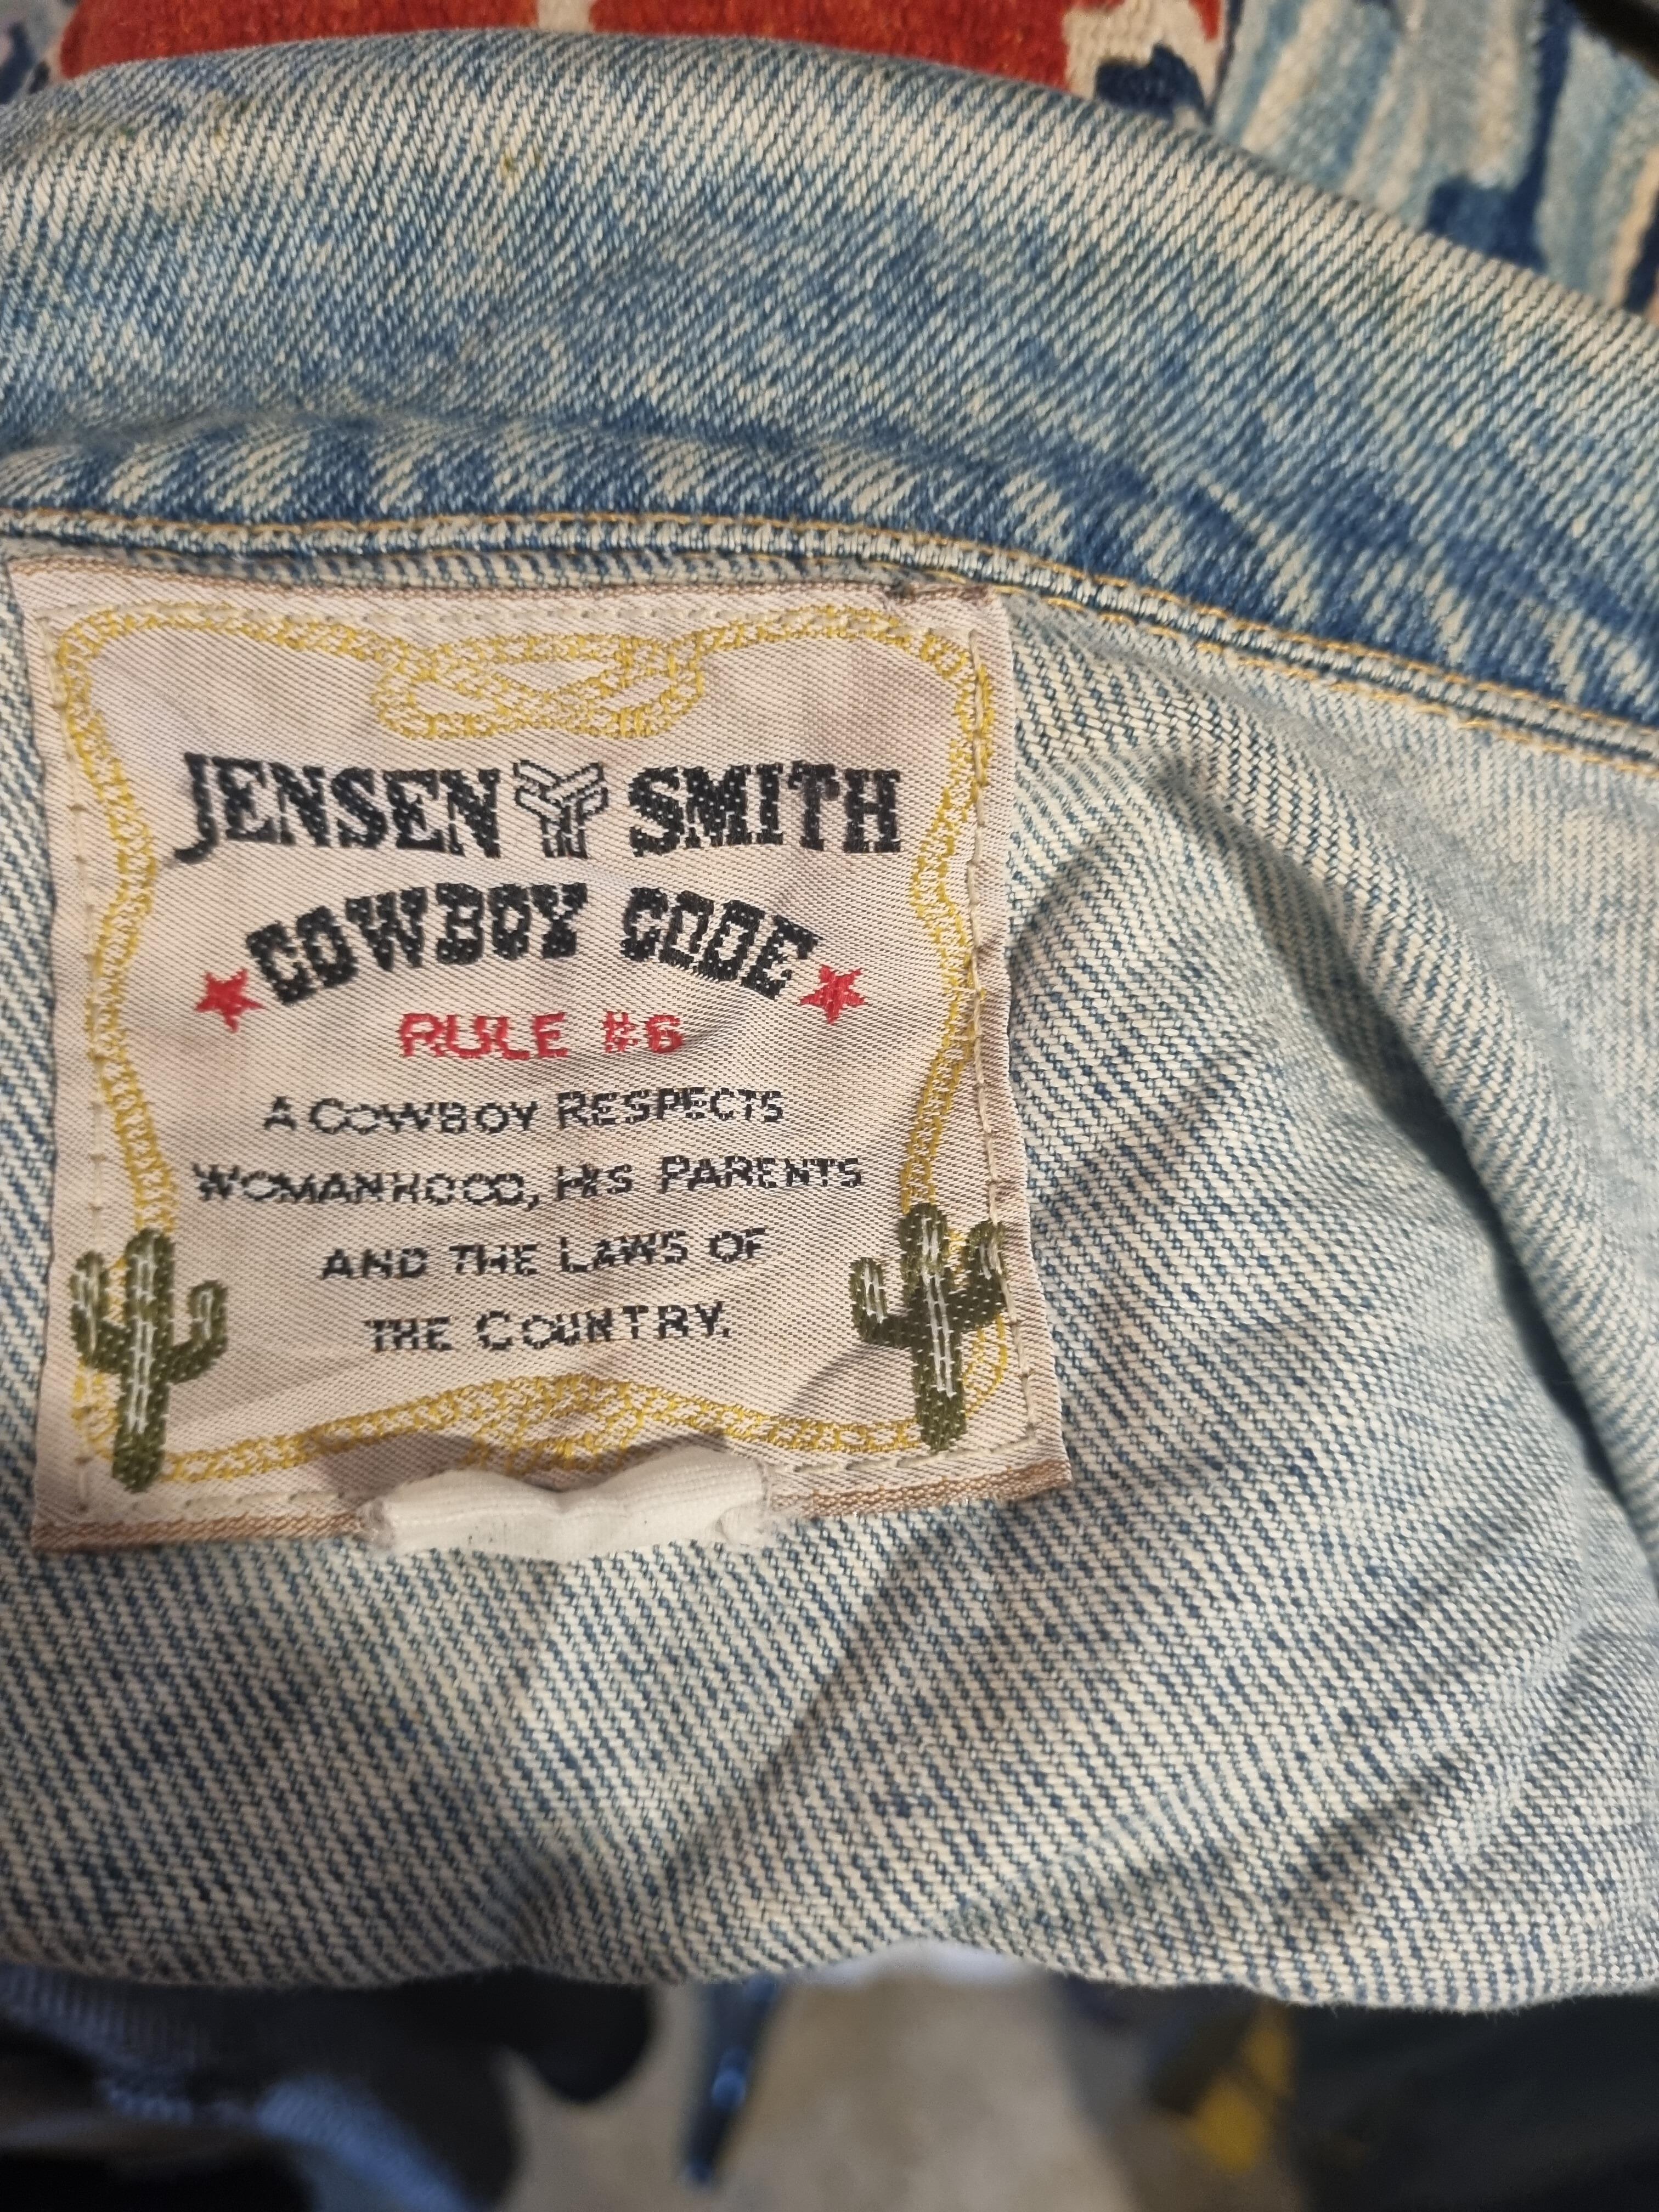 JENSEN SMITH
COWBOY CODE
RULE #6
A COWBOY RESPECTS
WOMANHOOD, HIS PARENTS
AND THE LAWS OF
THE COUNTRY.